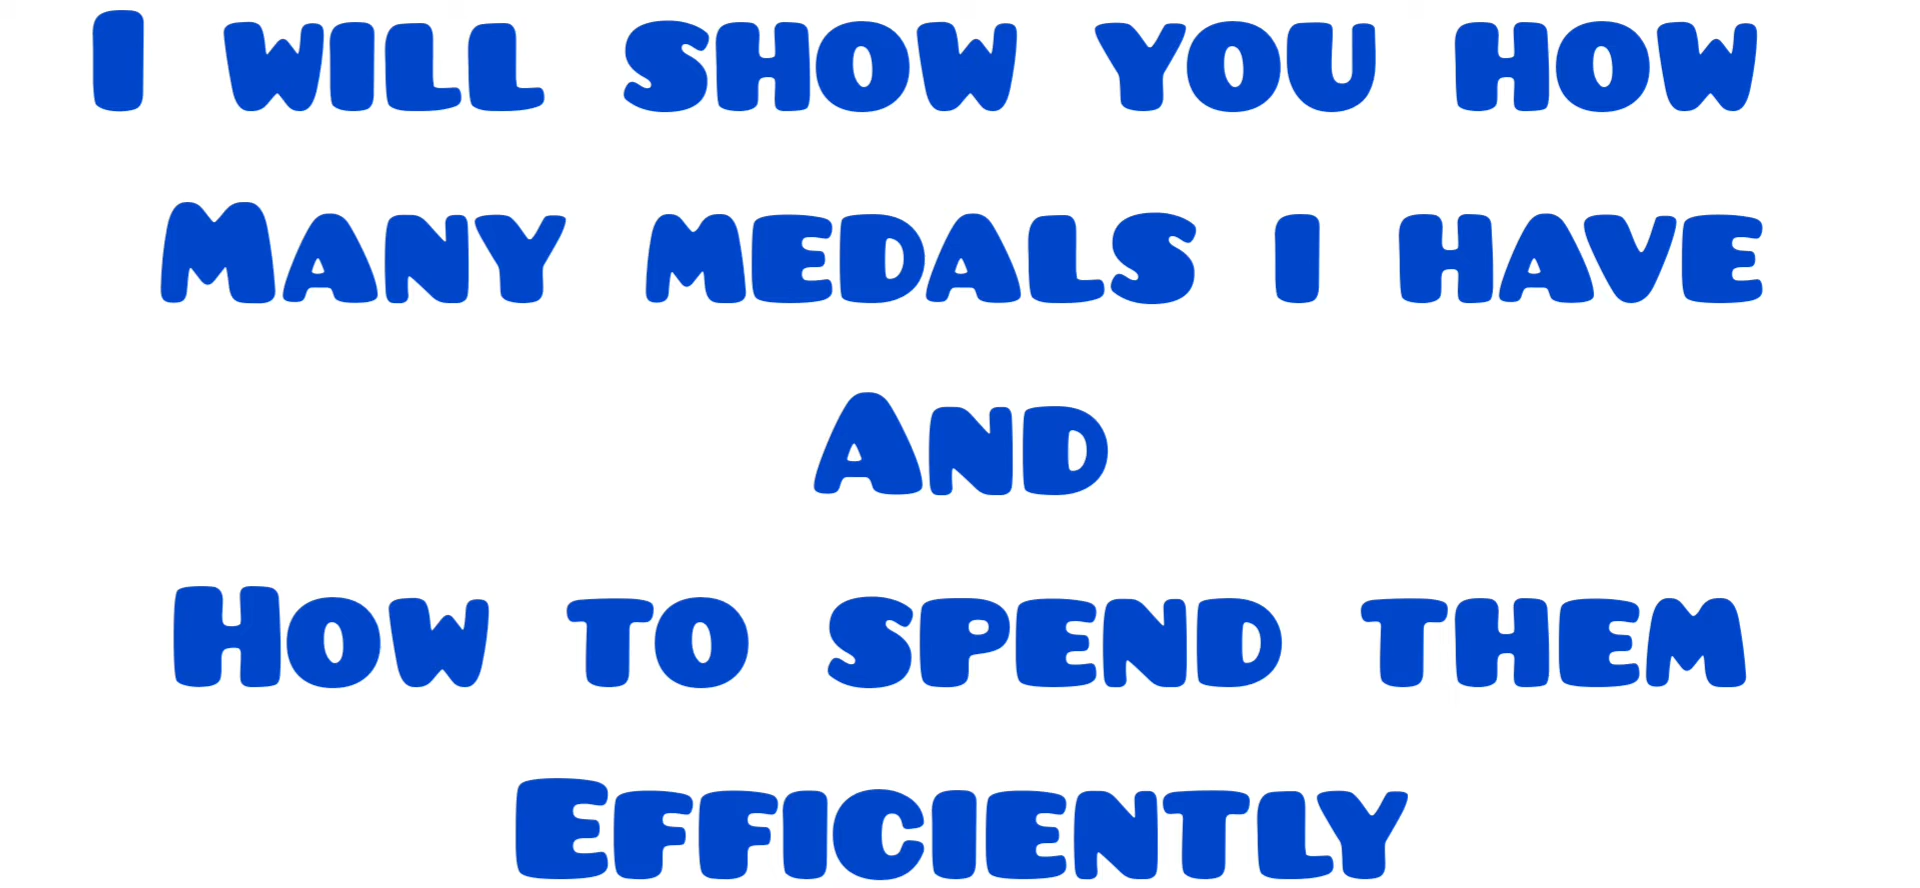 I will show you how
Many medals i have
And
How to spend them
Efficiently